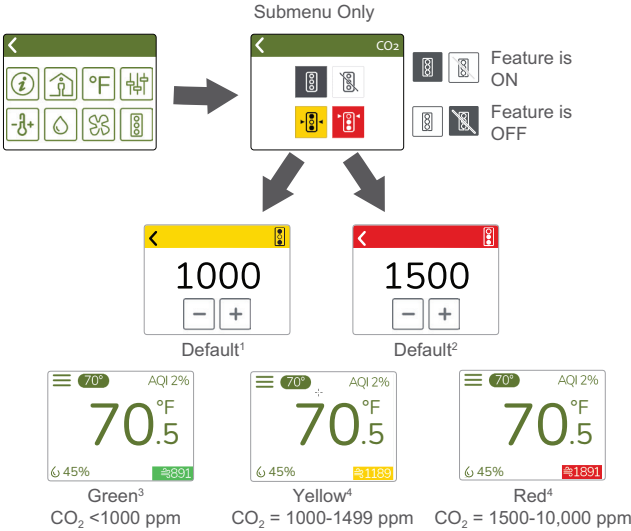 Submenu Only
CO₂
°F
Feature is
ON
Feature is
OFF
1000
1500
Default¹
Default²
70° AQI 2%
70.5 °F
45% 891
70° AQI 2%
70.5 °F
45% 1189
70° AQI 2%
70.5 °F
45% 1891
Green³
CO₂ <1000 ppm
Yellow⁴
CO₂ = 1000-1499 ppm
Red⁴
CO₂ = 1500-10,000 ppm